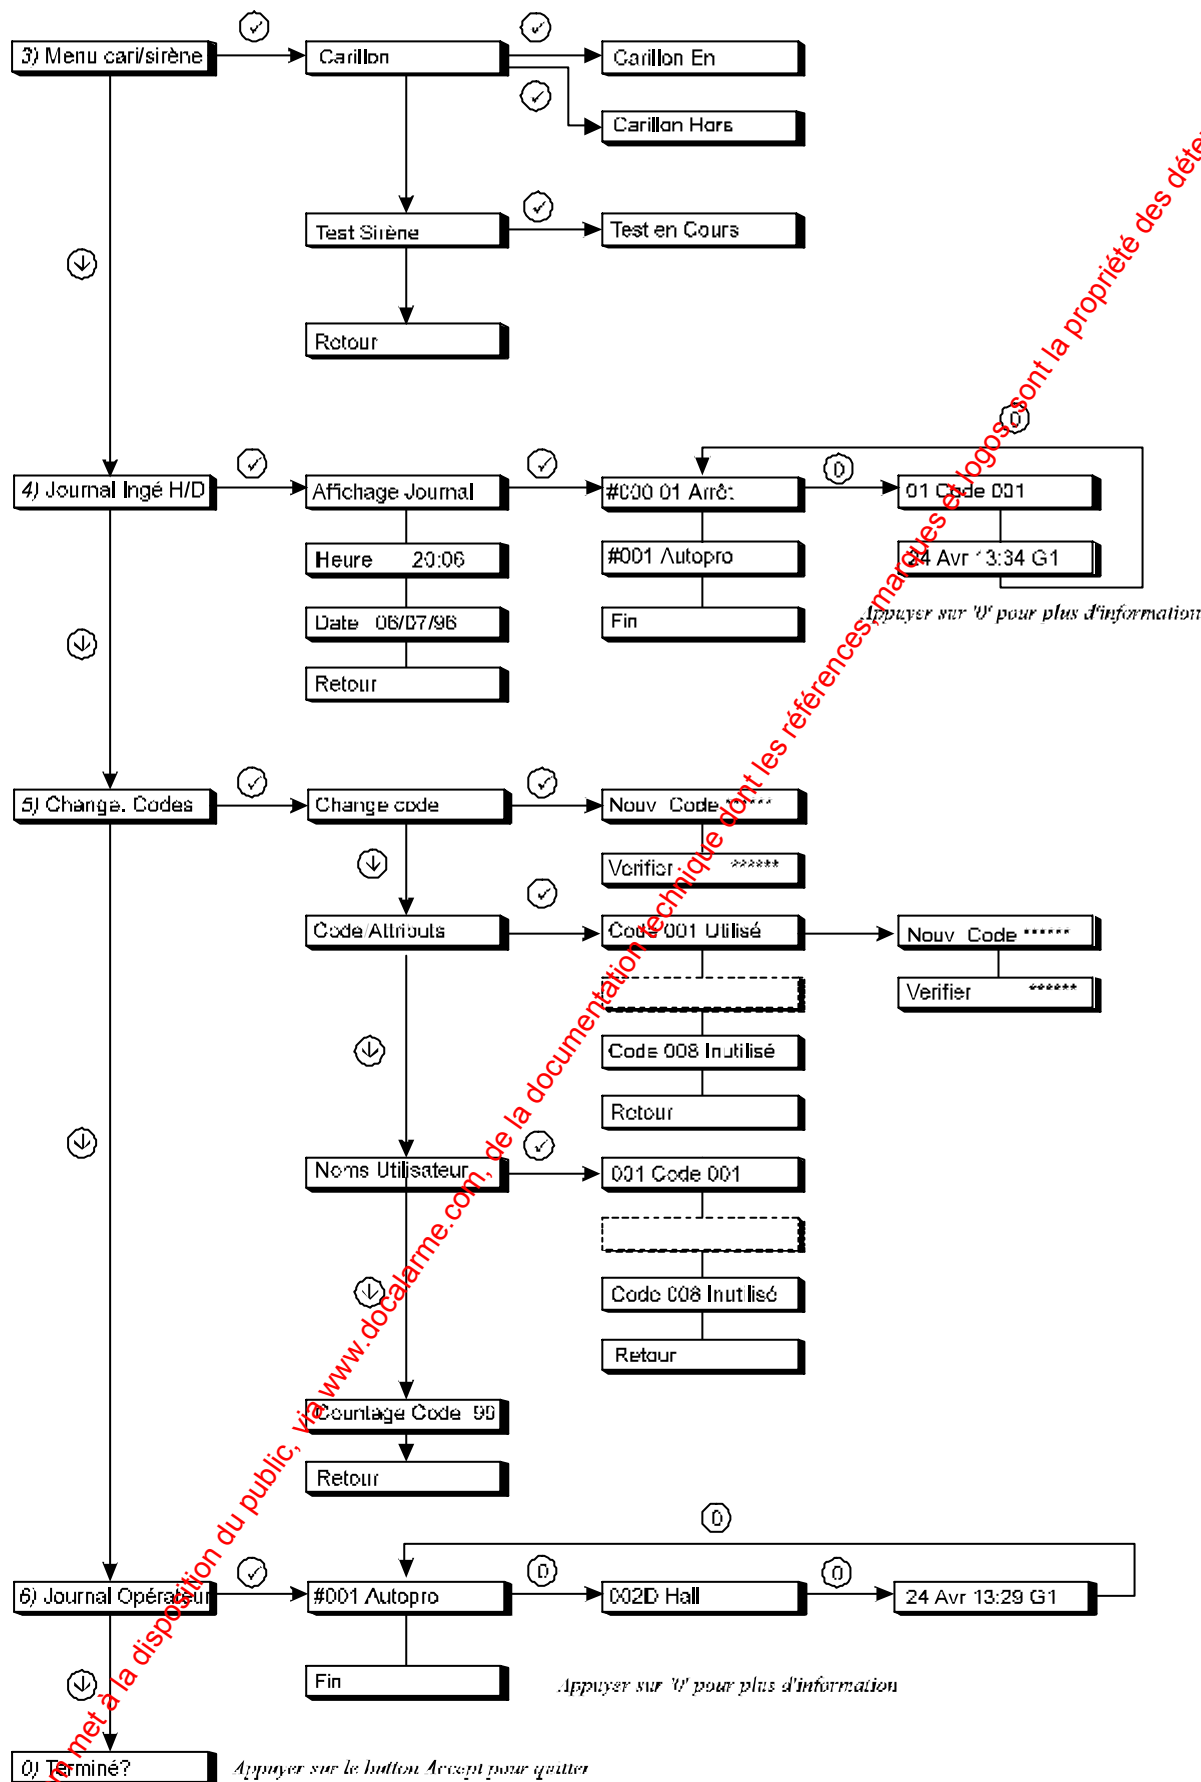 3) Menu cari/sirène
Carillon
Carillon En
Carillon Hors
Test Sirène
Test en Cours
Retour
4) Journal Ingé H/D
Affichage Journal
#000 01 Arrêt
0
01 Code 001
0
Heure 20:06
#001 Autopro
24 Avr 13:34 G1
Date 06/07/96
Fin
Appuyer sur '0' pour plus d'information
Retour
5) Change. Codes
Change code
Nouv Code ******
Verifier ******
Code/Attributs
Code 001 Utilisé
Nouv Code ******
Verifier ******
Code 008 Inutilisé
Retour
Noms Utilisateur
001 Code 001
Code 008 Inutilisé
Retour
Countage Code 99
Retour
0
6) Journal Opérateur
#001 Autopro
0
002D Hall
0
24 Avr 13:29 G1
Fin
Appuyer sur '0' pour plus d'information
0) Terminé?
Appuyer sur le button Accept pour quitter
met à la disposition du public, via www.docalarme.com, de la documentation technique dont les références, marques et logos, sont la propriété des